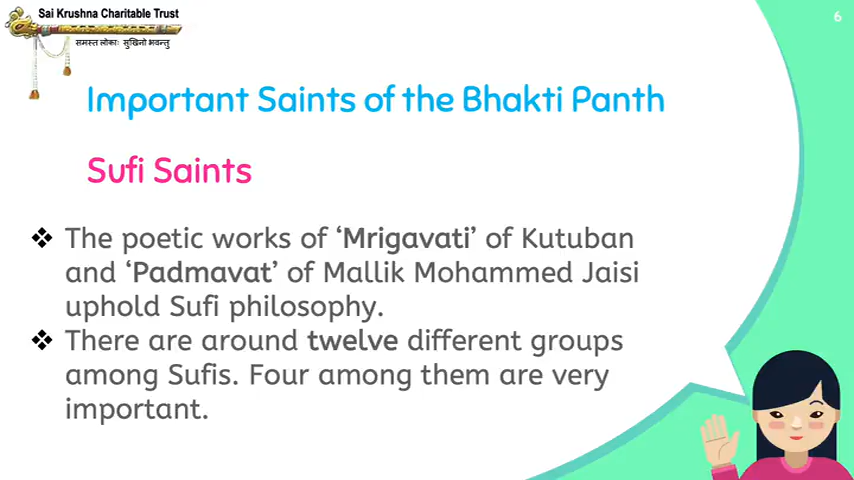 Sai Krushna Charitable Trust
समस्त लोकाः सुखिनो भवन्तु
6
Important Saints of the Bhakti Panth
Sufi Saints
❖ The poetic works of ‘Mrigavati’ of Kutuban
and ‘Padmavat’ of Mallik Mohammed Jaisi
uphold Sufi philosophy.
❖ There are around twelve different groups
among Sufis. Four among them are very
important.